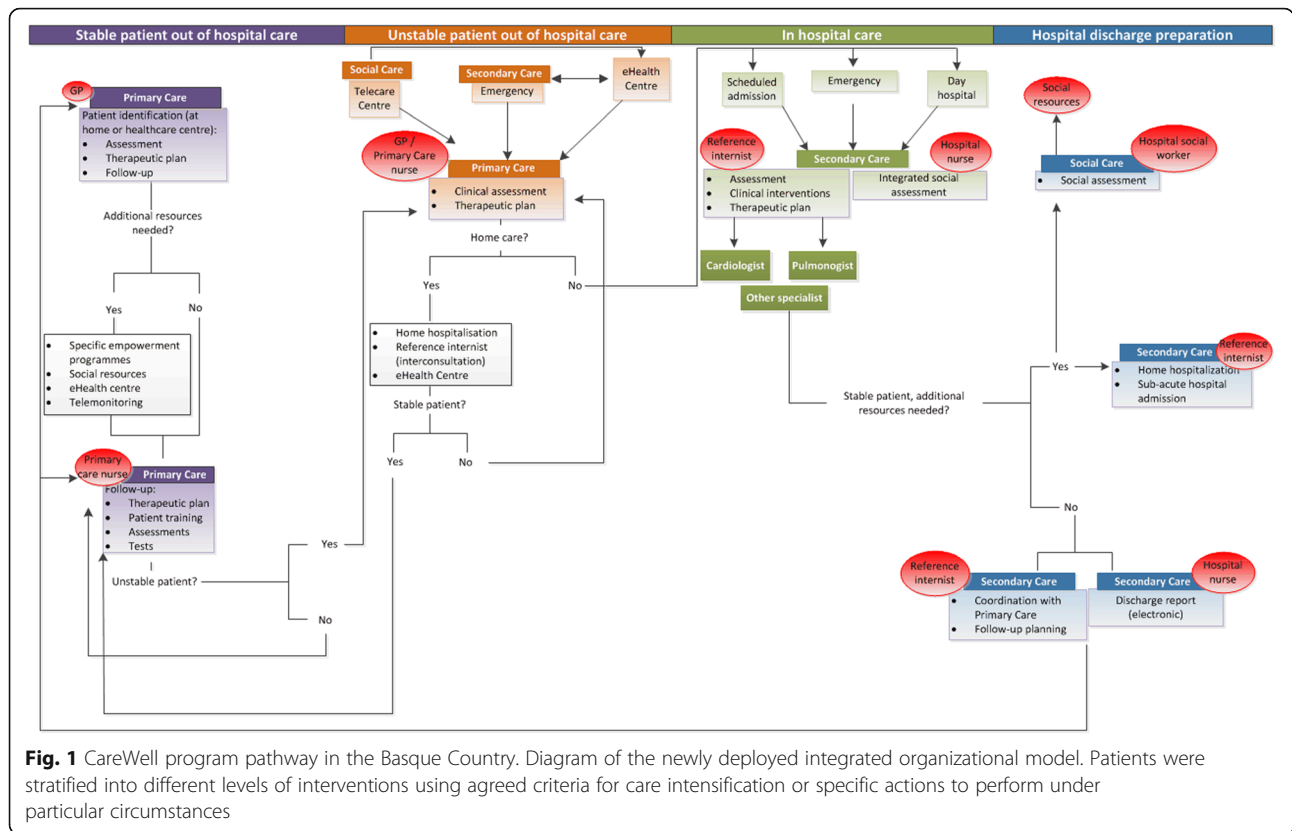 Stable patient out of hospital care
Unstable patient out of hospital care
In hospital care
Hospital discharge preparation
GP
Primary Care
Patient identification (at
home or healthcare centre):
• Assessment
• Therapeutic plan
• Follow-up
Additional resources
needed?
Yes
No
• Specific empowerment
programmes
• Social resources
• eHealth centre
• Telemonitoring
Primary
care nurse
Primary Care
Follow-up:
• Therapeutic plan
• Patient training
• Assessments
• Tests
Unstable patient?
Yes
No
Social Care
Telecare
Centre
Secondary Care
Emergency
eHealth
Centre
GP /
Primary Care
nurse
Primary Care
• Clinical assessment
• Therapeutic plan
Home care?
Yes
No
• Home hospitalisation
• Reference internist
(interconsultation)
• eHealth Centre
Stable patient?
Yes
No
Scheduled
admission
Emergency
Day
hospital
Reference
internist
Secondary Care
Hospital
nurse
• Assessment
• Clinical interventions
• Therapeutic plan
Integrated social
assessment
Cardiologist
Pulmonogist
Other specialist
Stable patient, additional
resources needed?
Social
resources
Hospital social
worker
Social Care
• Social assessment
Yes
Secondary Care
Reference
internist
• Home hospitalization
• Sub-acute hospital
admission
No
Reference
internist
Secondary Care
• Coordination with
Primary Care
• Follow-up planning
Secondary Care
Hospital
nurse
Discharge report
(electronic)
Fig. 1 CareWell program pathway in the Basque Country. Diagram of the newly deployed integrated organizational model. Patients were
stratified into different levels of interventions using agreed criteria for care intensification or specific actions to perform under
particular circumstances